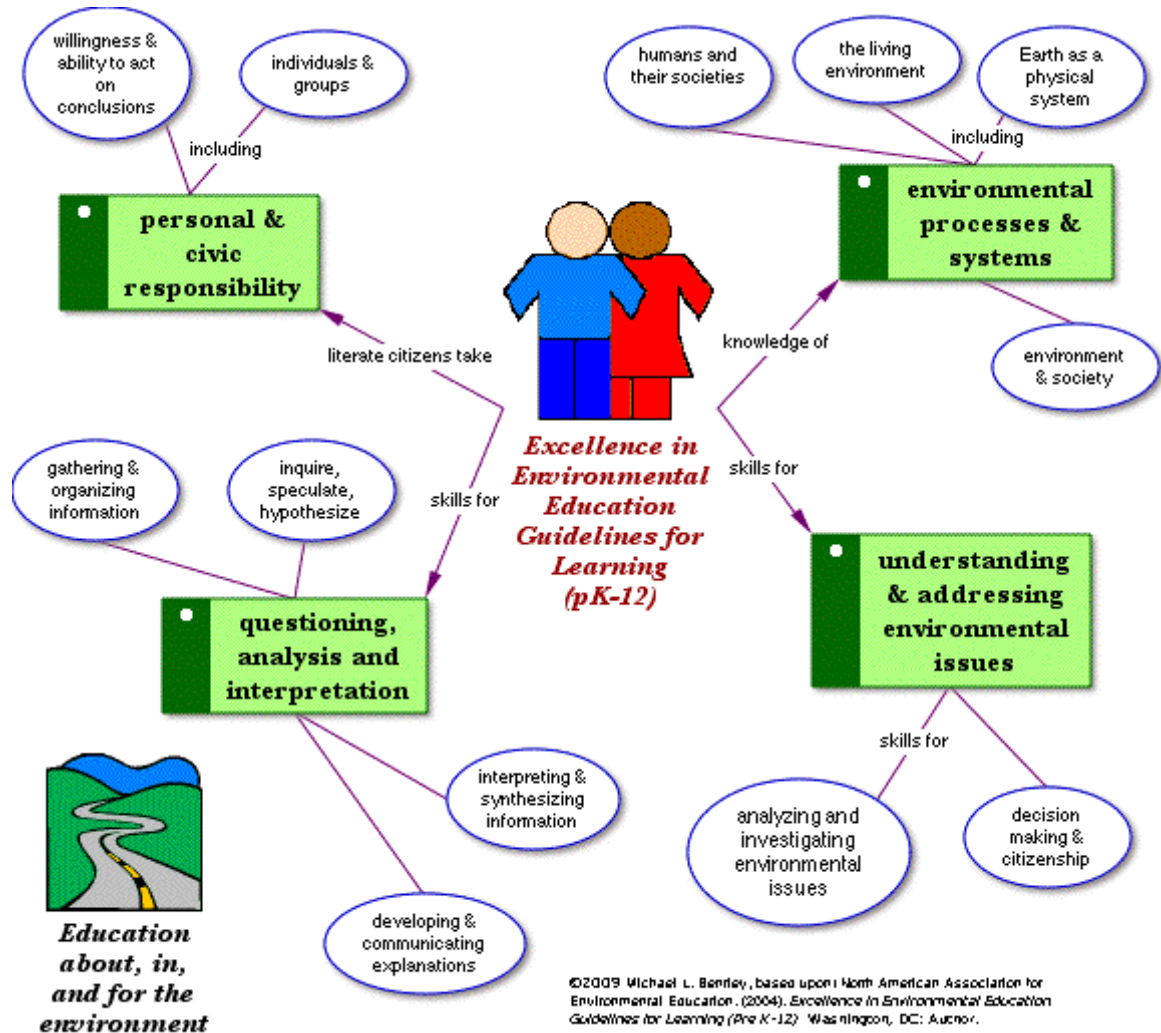 willingness &
ability to act
on
conclusions
individuals &
groups
including
personal &
civic
responsibility
humans and
their societies
the living
environment
Earth as a
physical
system
including
environmental
processes &
systems
environment
& society
literate citizens take
knowledge of
skills for
skills for
Excellence in
Environmental
Education
Guidelines for
Learning
(pK-12)
gathering &
organizing
information
inquire,
speculate,
hypothesize
questioning,
analysis and
interpretation
interpreting &
synthesizing
information
developing &
communicating
explanations
understanding
& addressing
environmental
issues
skills for
analyzing and
investigating
environmental
issues
decision
making &
citizenship
Education
about, in,
and for the
environment
©2009 Michael L. Bentley, based upon: North American Association for
Environmental Education. (2004). Excellence in Environmental Education
Guidelines for Learning (Pre K-12) Washington, DC: Author.